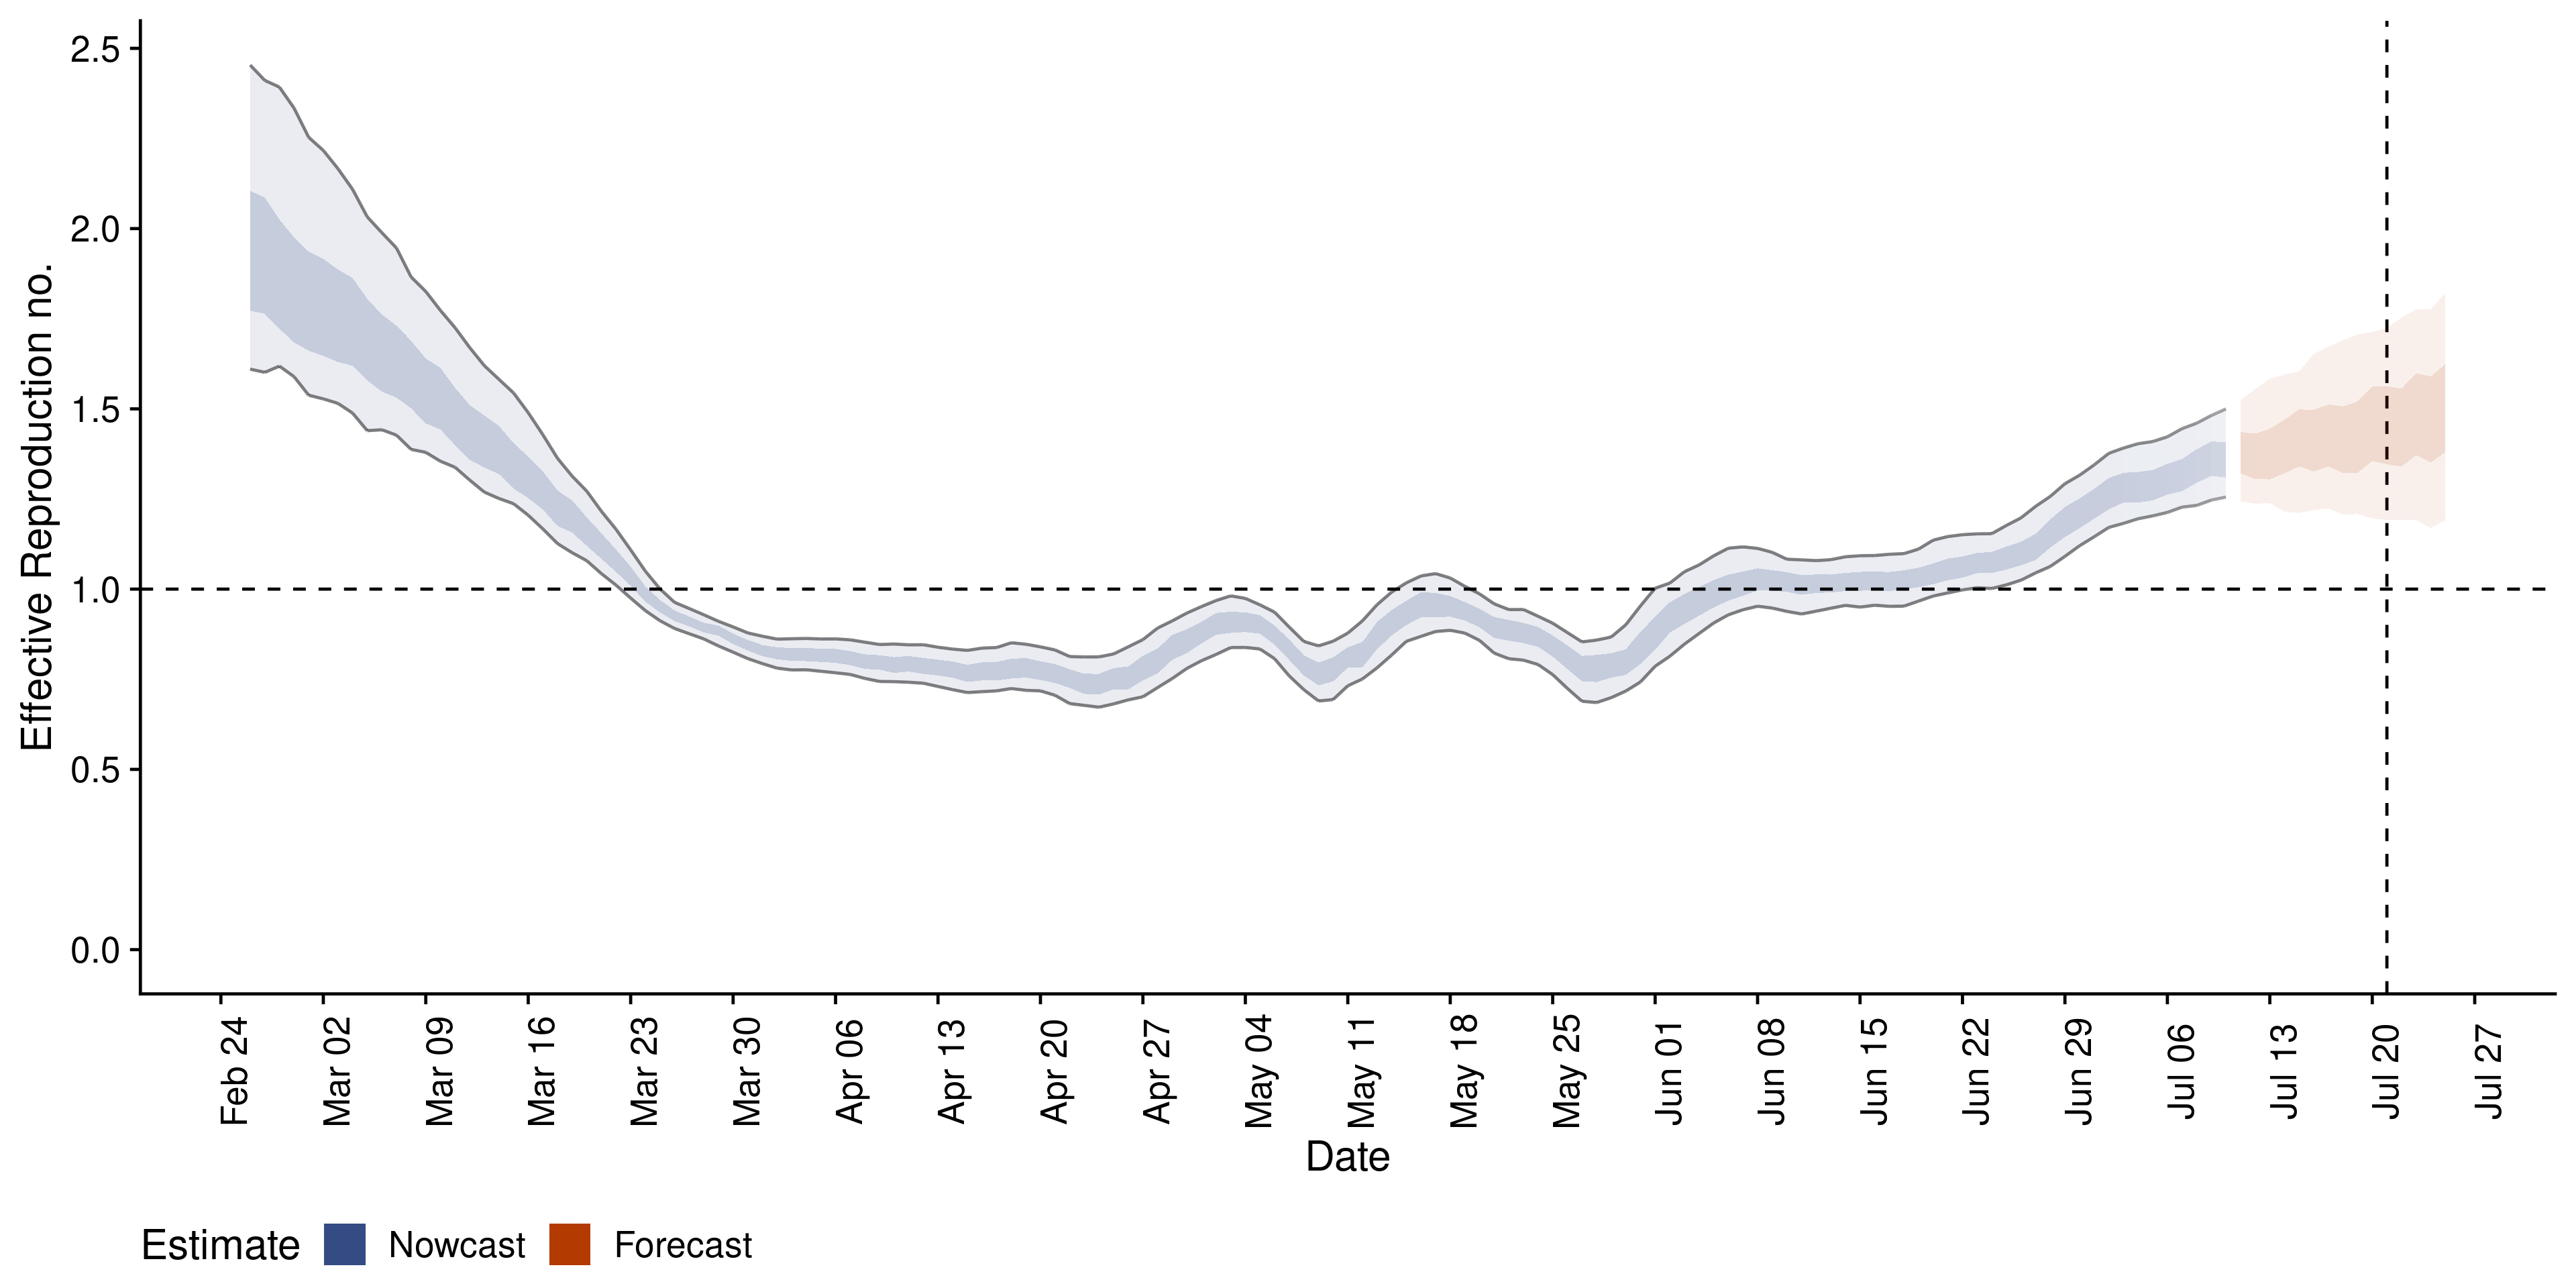 Effective Reproduction no.
2.5
2.0
1.5
1.0
0.5
0.0
Feb 24
Mar 02
Mar 09
Mar 16
Mar 23
Mar 30
Apr 06
Apr 13
Apr 20
Apr 27
May 04
May 11
May 18
May 25
Jun 01
Jun 08
Jun 15
Jun 22
Jun 29
Jul 06
Jul 13
Jul 20
Jul 27
Date
Estimate Nowcast Forecast